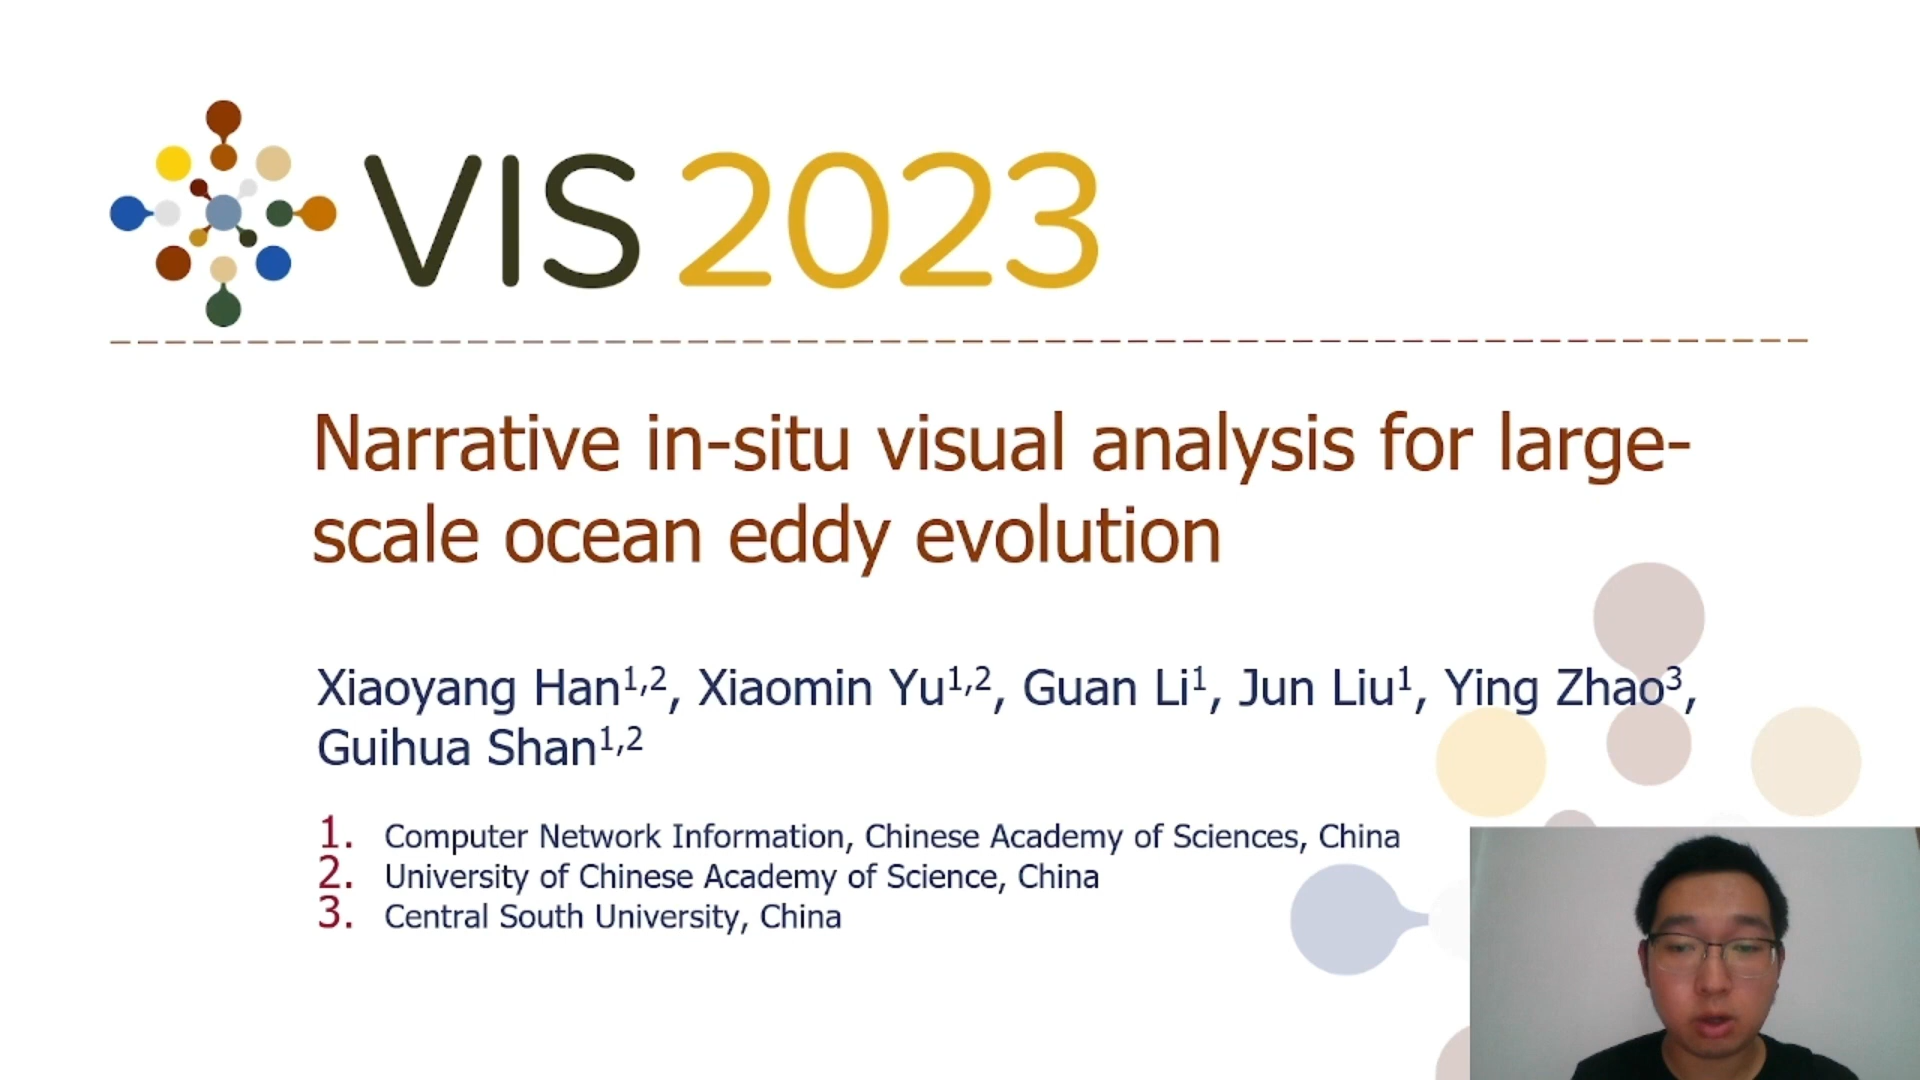 VIS 2023
Narrative in-situ visual analysis for large-
scale ocean eddy evolution
Xiaoyang Han1,2, Xiaomin Yu1,2, Guan Li1, Jun Liu1, Ying Zhao3,
Guihua Shan1,2
1. Computer Network Information, Chinese Academy of Sciences, China
2. University of Chinese Academy of Science, China
3. Central South University, China